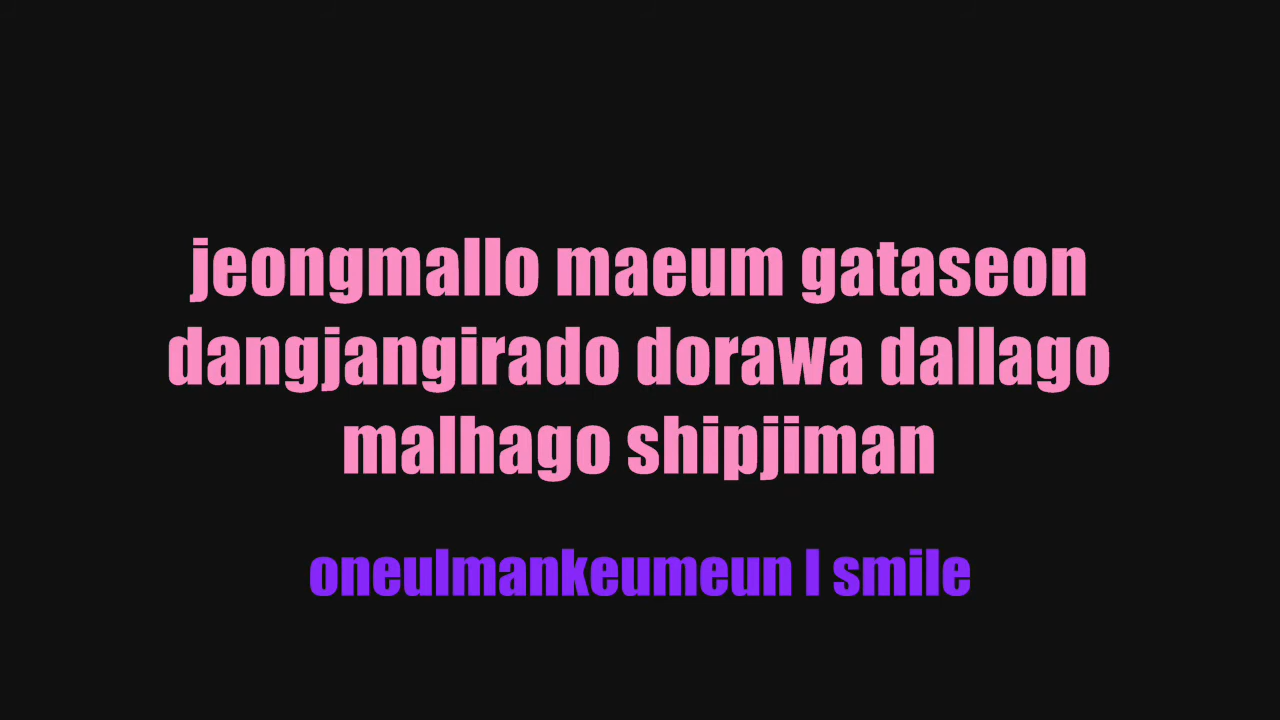 jeongmallo maeum gataseon
dangjangirado dorawa dallago
malhago shipjiman
oneulmankeumeun I smile